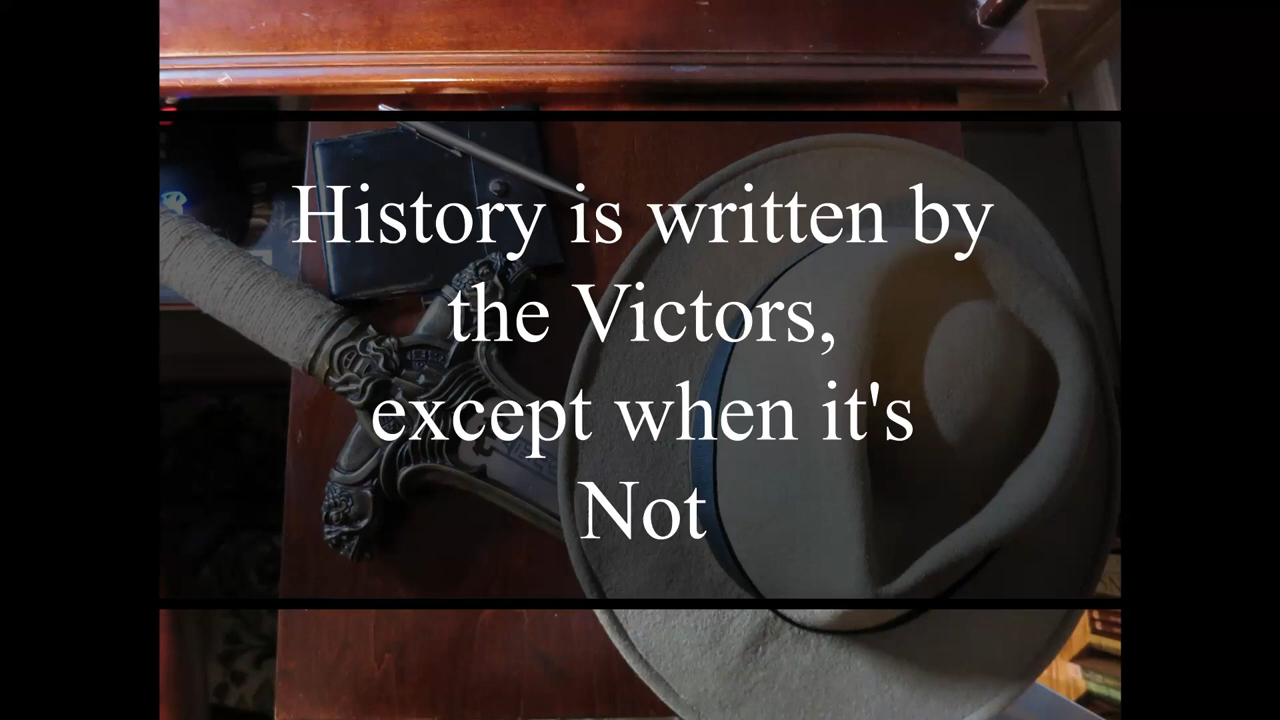 History is written by
the Victors,
except when it's
Not